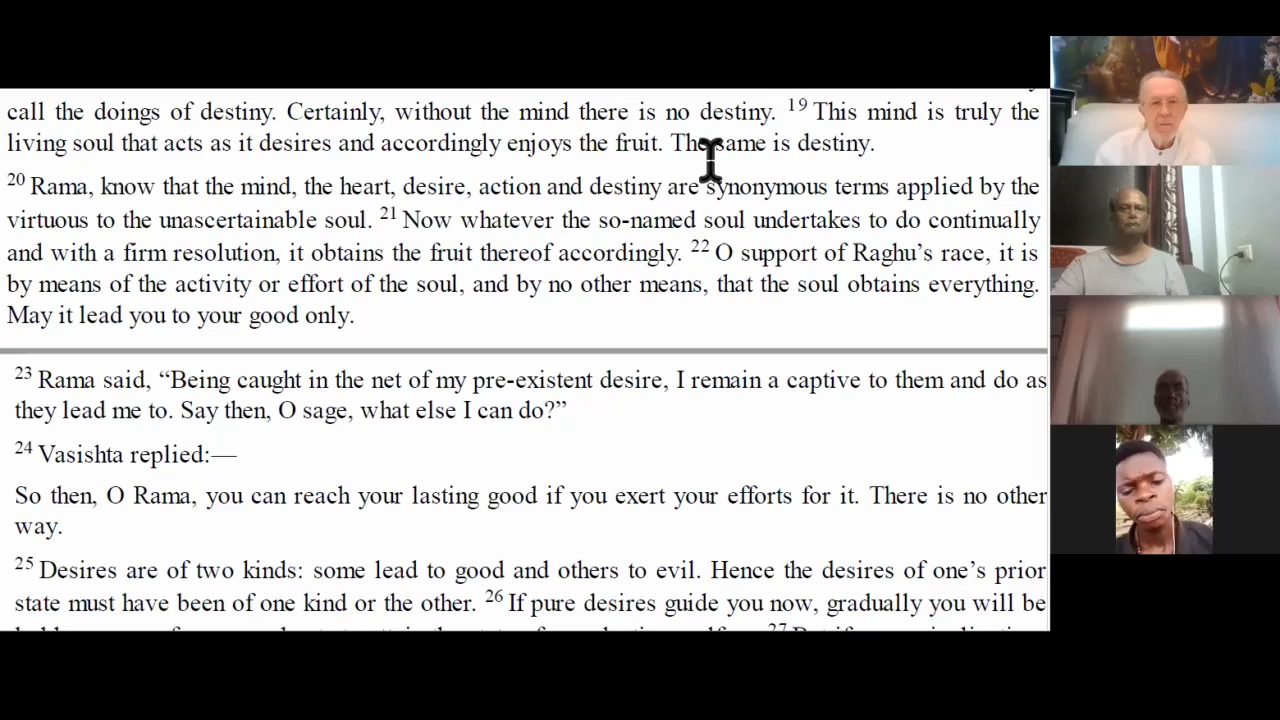 call the doings of destiny. Certainly, without the mind there is no destiny. 19 This mind is truly the
living soul that acts as it desires and accordingly enjoys the fruit. The same is destiny.
20 Rama, know that the mind, the heart, desire, action and destiny are synonymous terms applied by the
virtuous to the unascertainable soul. 21 Now whatever the so-named soul undertakes to do continually
and with a firm resolution, it obtains the fruit thereof accordingly. 22 O support of Raghu’s race, it is
by means of the activity or effort of the soul, and by no other means, that the soul obtains everything.
May it lead you to your good only.
23 Rama said, “Being caught in the net of my pre-existent desire, I remain a captive to them and do as
they lead me to. Say then, O sage, what else I can do?”
24 Vasishta replied:—
So then, O Rama, you can reach your lasting good if you exert your efforts for it. There is no other
way.
25 Desires are of two kinds: some lead to good and others to evil. Hence the desires of one’s prior
state must have been of one kind or the other. 26 If pure desires guide you now, gradually you will be